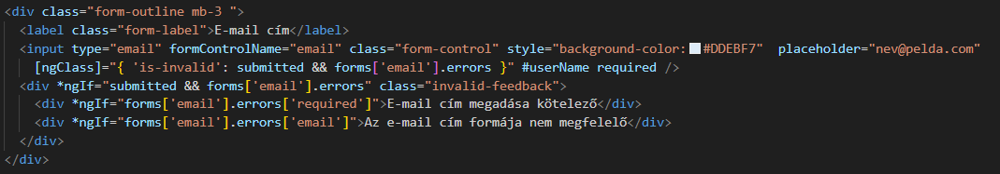 <div class="form-outline mb-3 ">
<label class="form-label">E-mail cím</label>
<input type="email" formControlName="email" class="form-control" style="background-color:#DDEBF7"  placeholder="nev@pelda.com"
[ngClass]="{ 'is-invalid': submitted && forms['email'].errors }" #userName required />
<div *ngIf="submitted && forms['email'].errors" class="invalid-feedback">
<div *ngIf="forms['email'].errors['required']">E-mail cím megadása kötelező</div>
<div *ngIf="forms['email'].errors['email']">Az e-mail cím formája nem megfelelő</div>
</div>
</div>